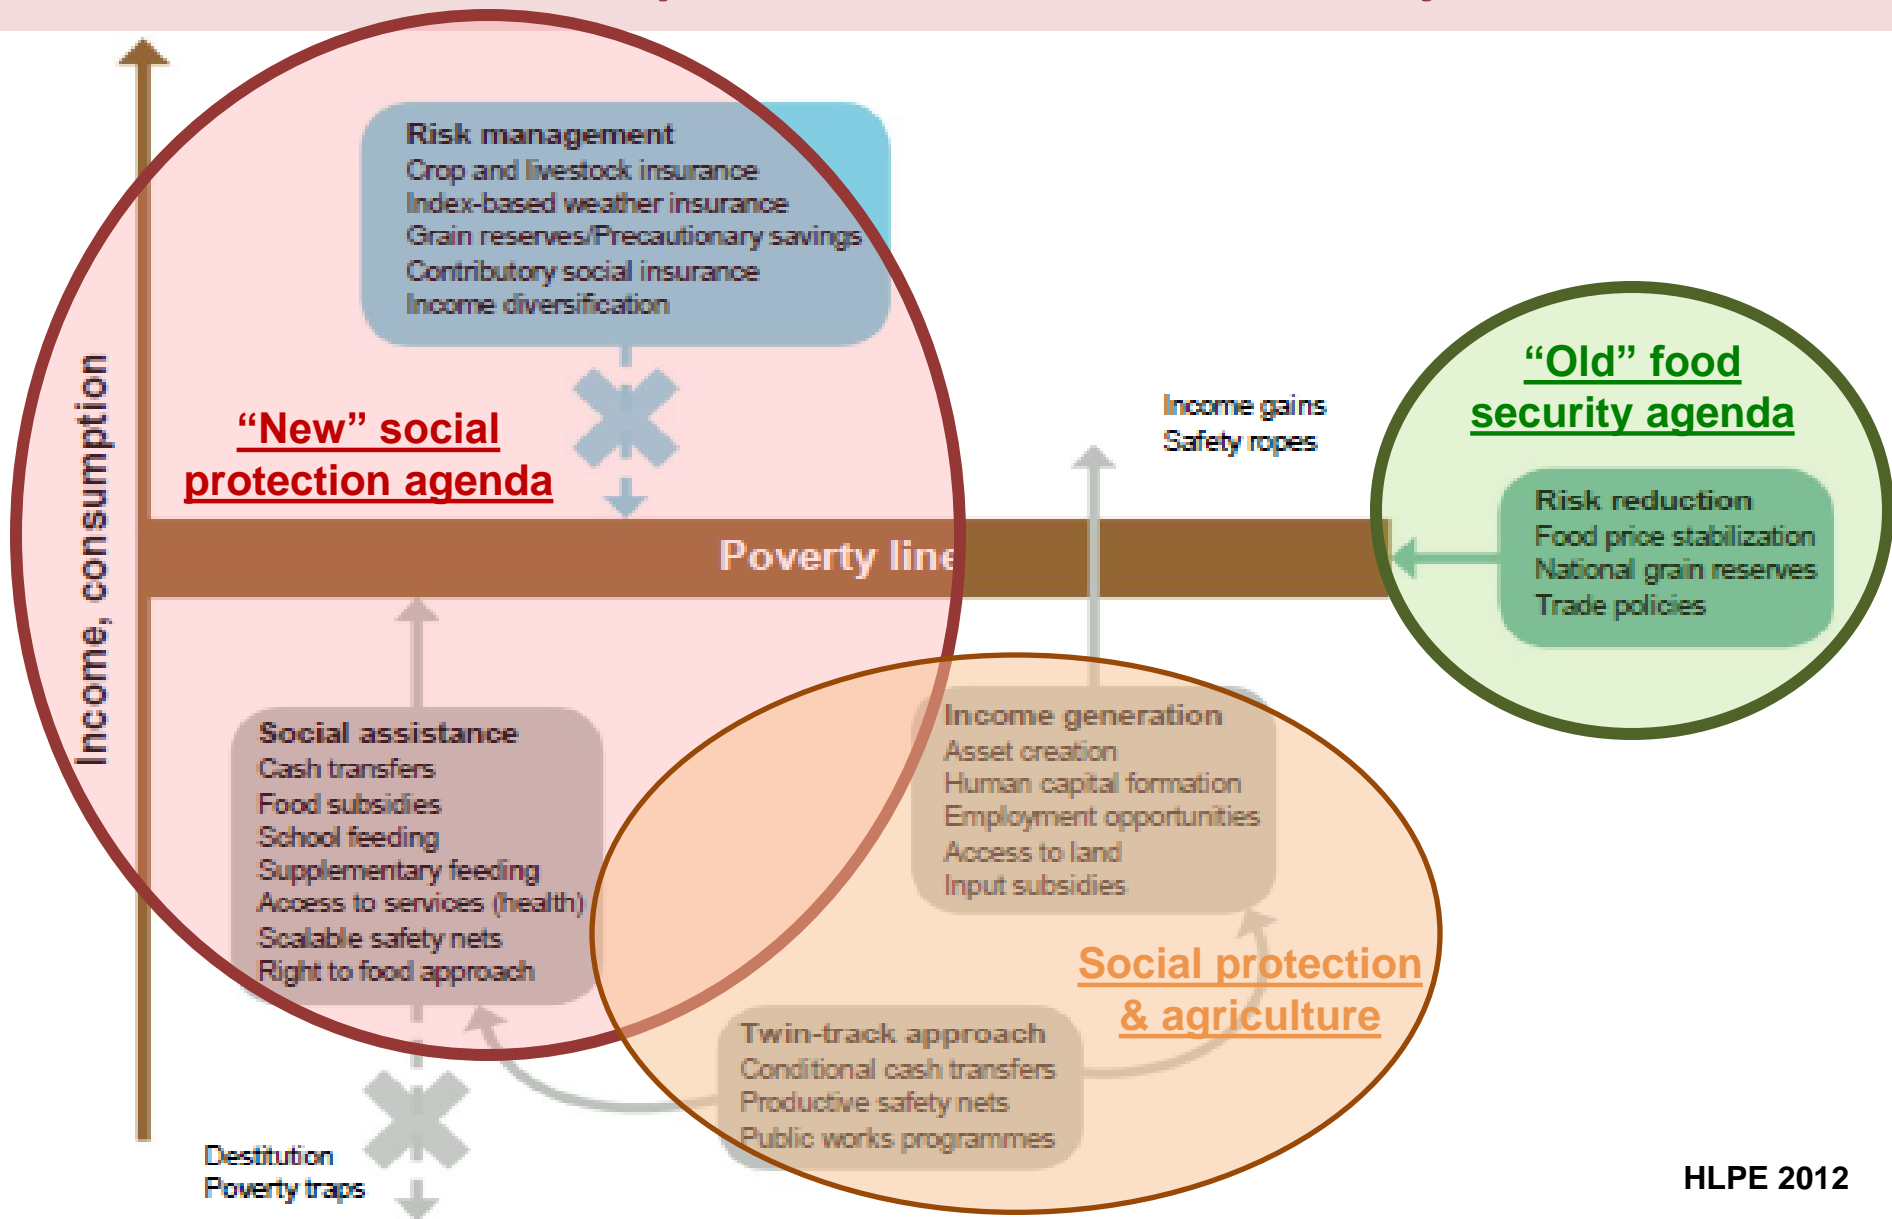 Risk management
Crop and livestock insurance
Index-based weather insurance
Grain reserves/Precautionary savings
Contributory social insurance
Income diversification
“New” social
protection agenda
Income, consumption
Income gains
Safety ropes
“Old” food
security agenda
Risk reduction
Food price stabilization
National grain reserves
Trade policies
Poverty line
Social assistance
Cash transfers
Food subsidies
School feeding
Supplementary feeding
Access to services (health)
Scalable safety nets
Right to food approach
Income generation
Asset creation
Human capital formation
Employment opportunities
Access to land
Input subsidies
Social protection
& agriculture
Twin-track approach
Conditional cash transfers
Productive safety nets
Public works programmes
Destitution
Poverty traps
HLPE 2012